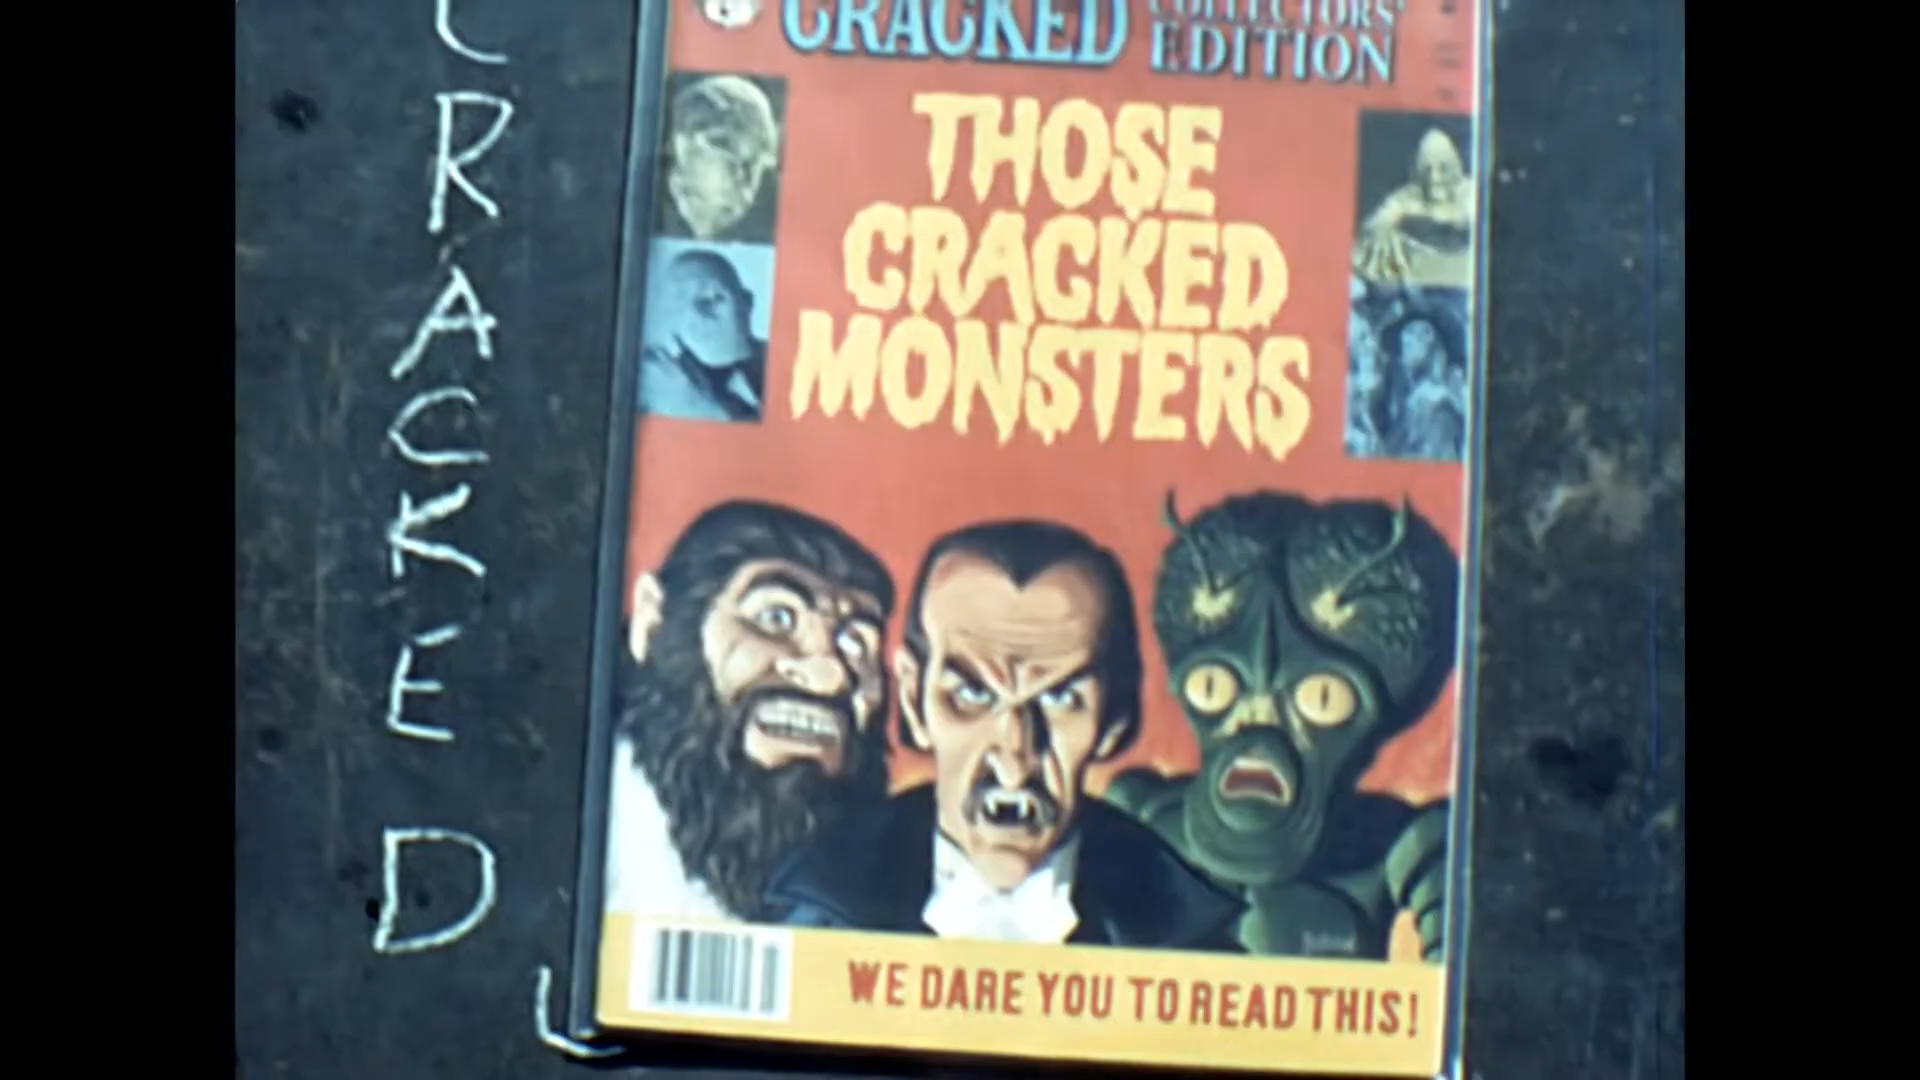 CRACKED
CRACKED
COLLECTORS'
EDITION
THOSE
CRACKED
MONSTERS
WE DARE YOU TO READ THIS!